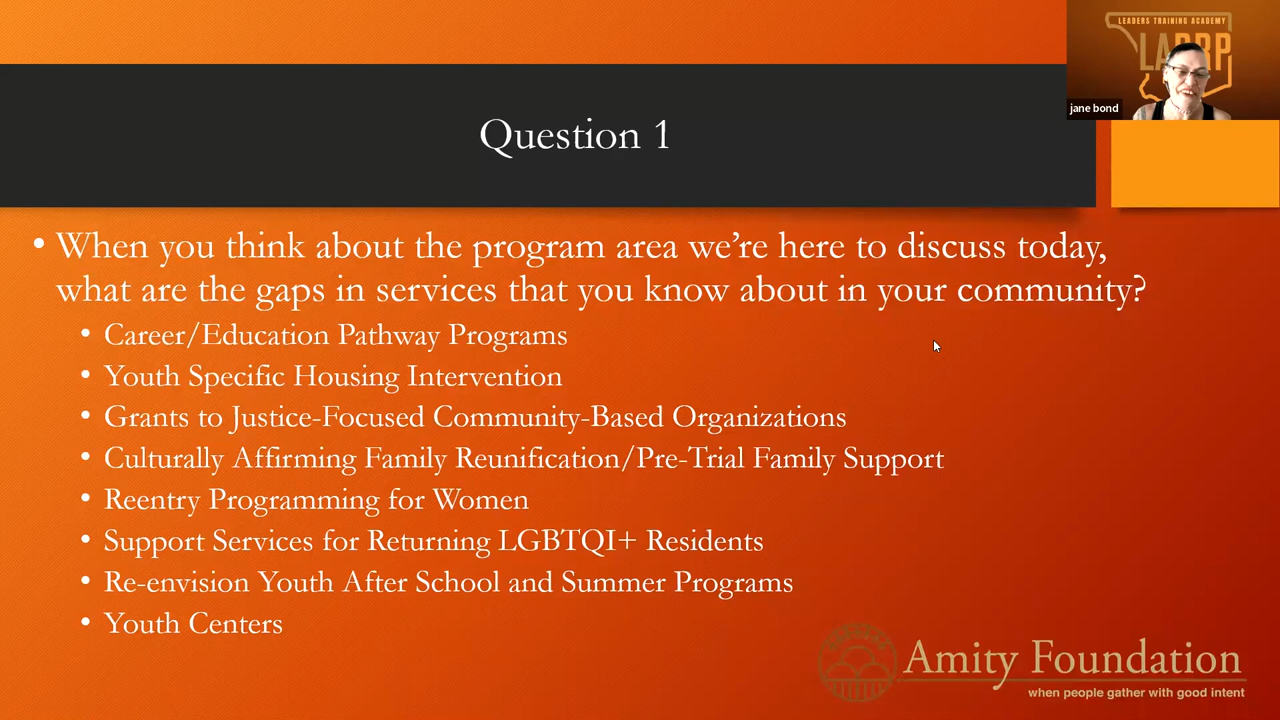 LEADERS TRAINING ACADEMY
jane bond
Question 1
• When you think about the program area we’re here to discuss today,
what are the gaps in services that you know about in your community?
• Career/Education Pathway Programs
• Youth Specific Housing Intervention
• Grants to Justice-Focused Community-Based Organizations
• Culturally Affirming Family Reunification/Pre-Trial Family Support
• Reentry Programming for Women
• Support Services for Returning LGBTQI+ Residents
• Re-envision Youth After School and Summer Programs
• Youth Centers
Amity Foundation
when people gather with good intent